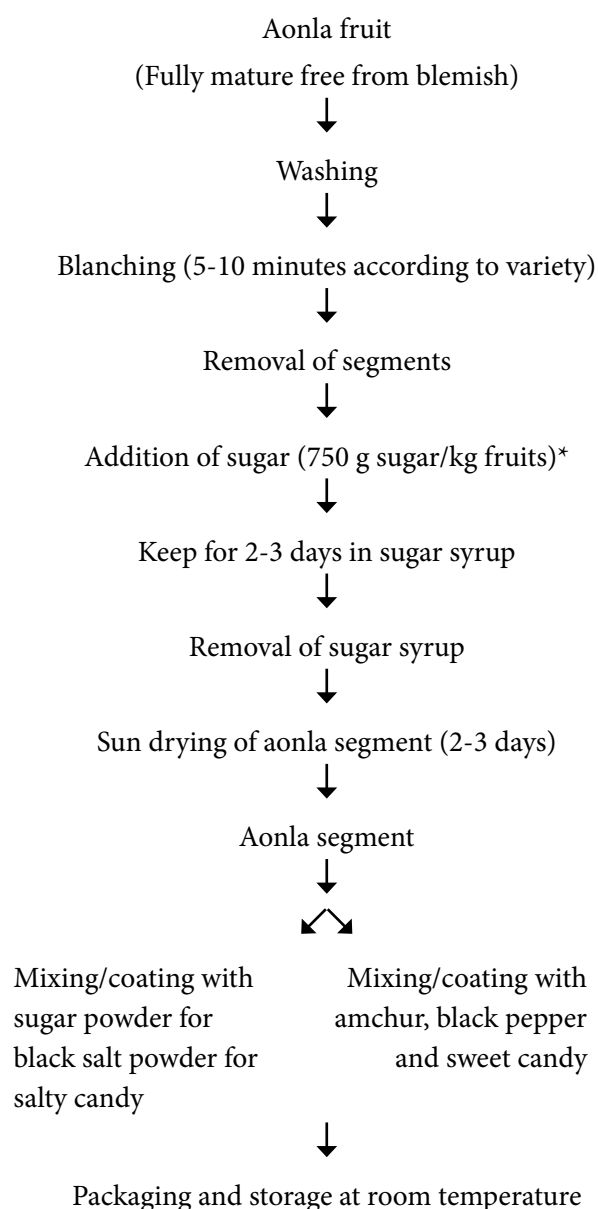 Aonla fruit
(Fully mature free from blemish)
Washing
Blanching (5-10 minutes according to variety)
Removal of segments
Addition of sugar (750 g sugar/kg fruits)*
Keep for 2-3 days in sugar syrup
Removal of sugar syrup
Sun drying of aonla segment (2-3 days)
Aonla segment
Mixing/coating with
sugar powder for
black salt powder for
salty candy
Mixing/coating with
amchur, black pepper
and sweet candy
Packaging and storage at room temperature